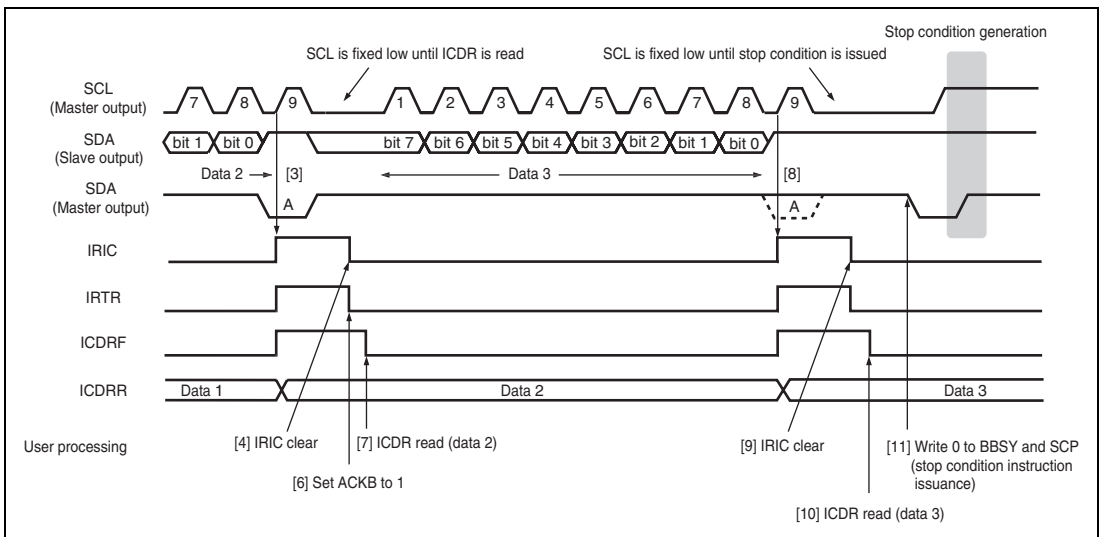 Stop condition generation
SCL is fixed low until ICDR is read
SCL is fixed low until stop condition is issued
SCL
(Master output)
7 8 9 1 2 3 4 5 6 7 8 9
SDA
(Slave output)
bit 1 bit 0 bit 7 bit 6 bit 5 bit 4 bit 3 bit 2 bit 1 bit 0
Data 2 [3] Data 3 [8]
SDA
(Master output)
A A
IRIC
IRTR
ICDRF
ICDRR Data 1 Data 2 Data 3
User processing
[4] IRIC clear
[7] ICDR read (data 2)
[9] IRIC clear
[11] Write 0 to BBSY and SCP
(stop condition instruction
issuance)
[6] Set ACKB to 1
[10] ICDR read (data 3)